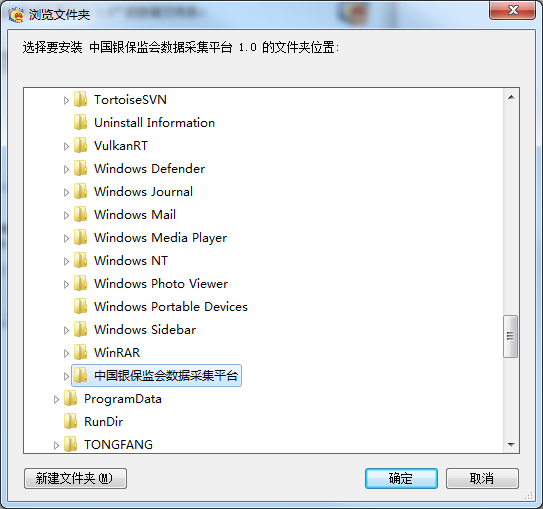 浏览文件夹
选择要安装 中国银保监会数据采集平台 1.0 的文件夹位置:
TortoiseSVN
Uninstall Information
VulkanRT
Windows Defender
Windows Journal
Windows Mail
Windows Media Player
Windows NT
Windows Photo Viewer
Windows Portable Devices
Windows Sidebar
WinRAR
中国银保监会数据采集平台
ProgramData
RunDir
TONGFANG
新建文件夹(M) 确定 取消